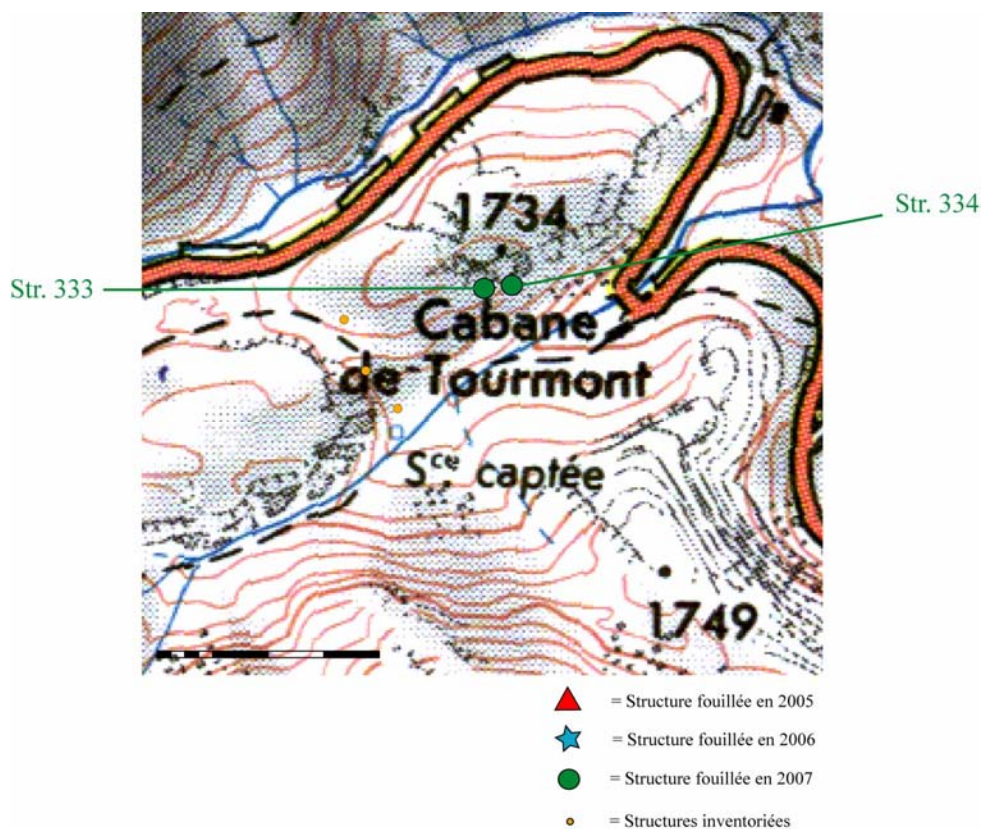 1734
Str. 334
Str. 333
Cabane
de Tourmont
Sce captée
1749
= Structure fouillée en 2005
= Structure fouillée en 2006
= Structure fouillée en 2007
= Structures inventoriées